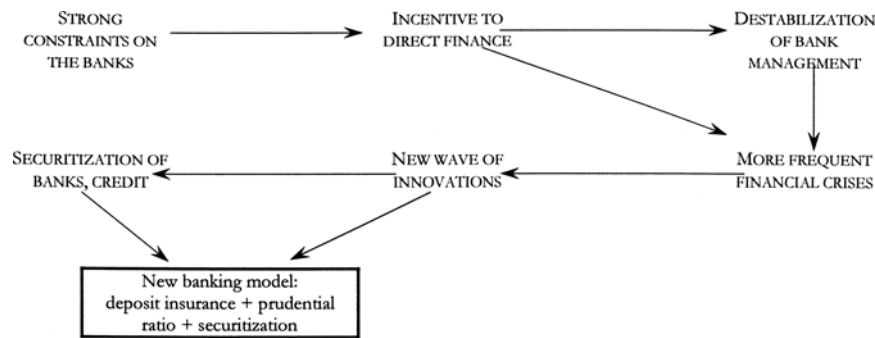 STRONG
CONSTRAINTS ON
THE BANKS
INCENTIVE TO
DIRECT FINANCE
DESTABILIZATION
OF BANK
MANAGEMENT
SECURITIZATION OF
BANKS, CREDIT
NEW WAVE OF
INNOVATIONS
MORE FREQUENT
FINANCIAL CRISES
New banking model:
deposit insurance + prudential
ratio + securitization